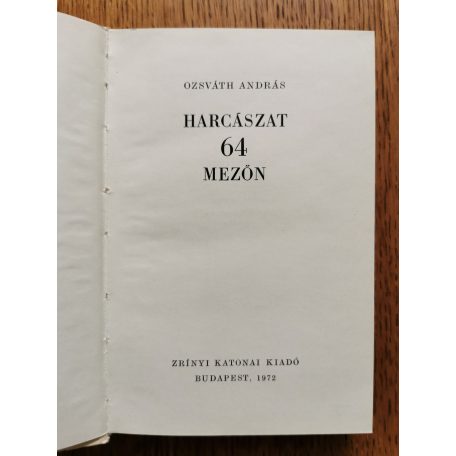 OZSVÁTH ANDRÁS
HARCÁSZAT
64
MEZŐN
ZRÍNYI KATONAI KIADÓ
BUDAPEST, 1972